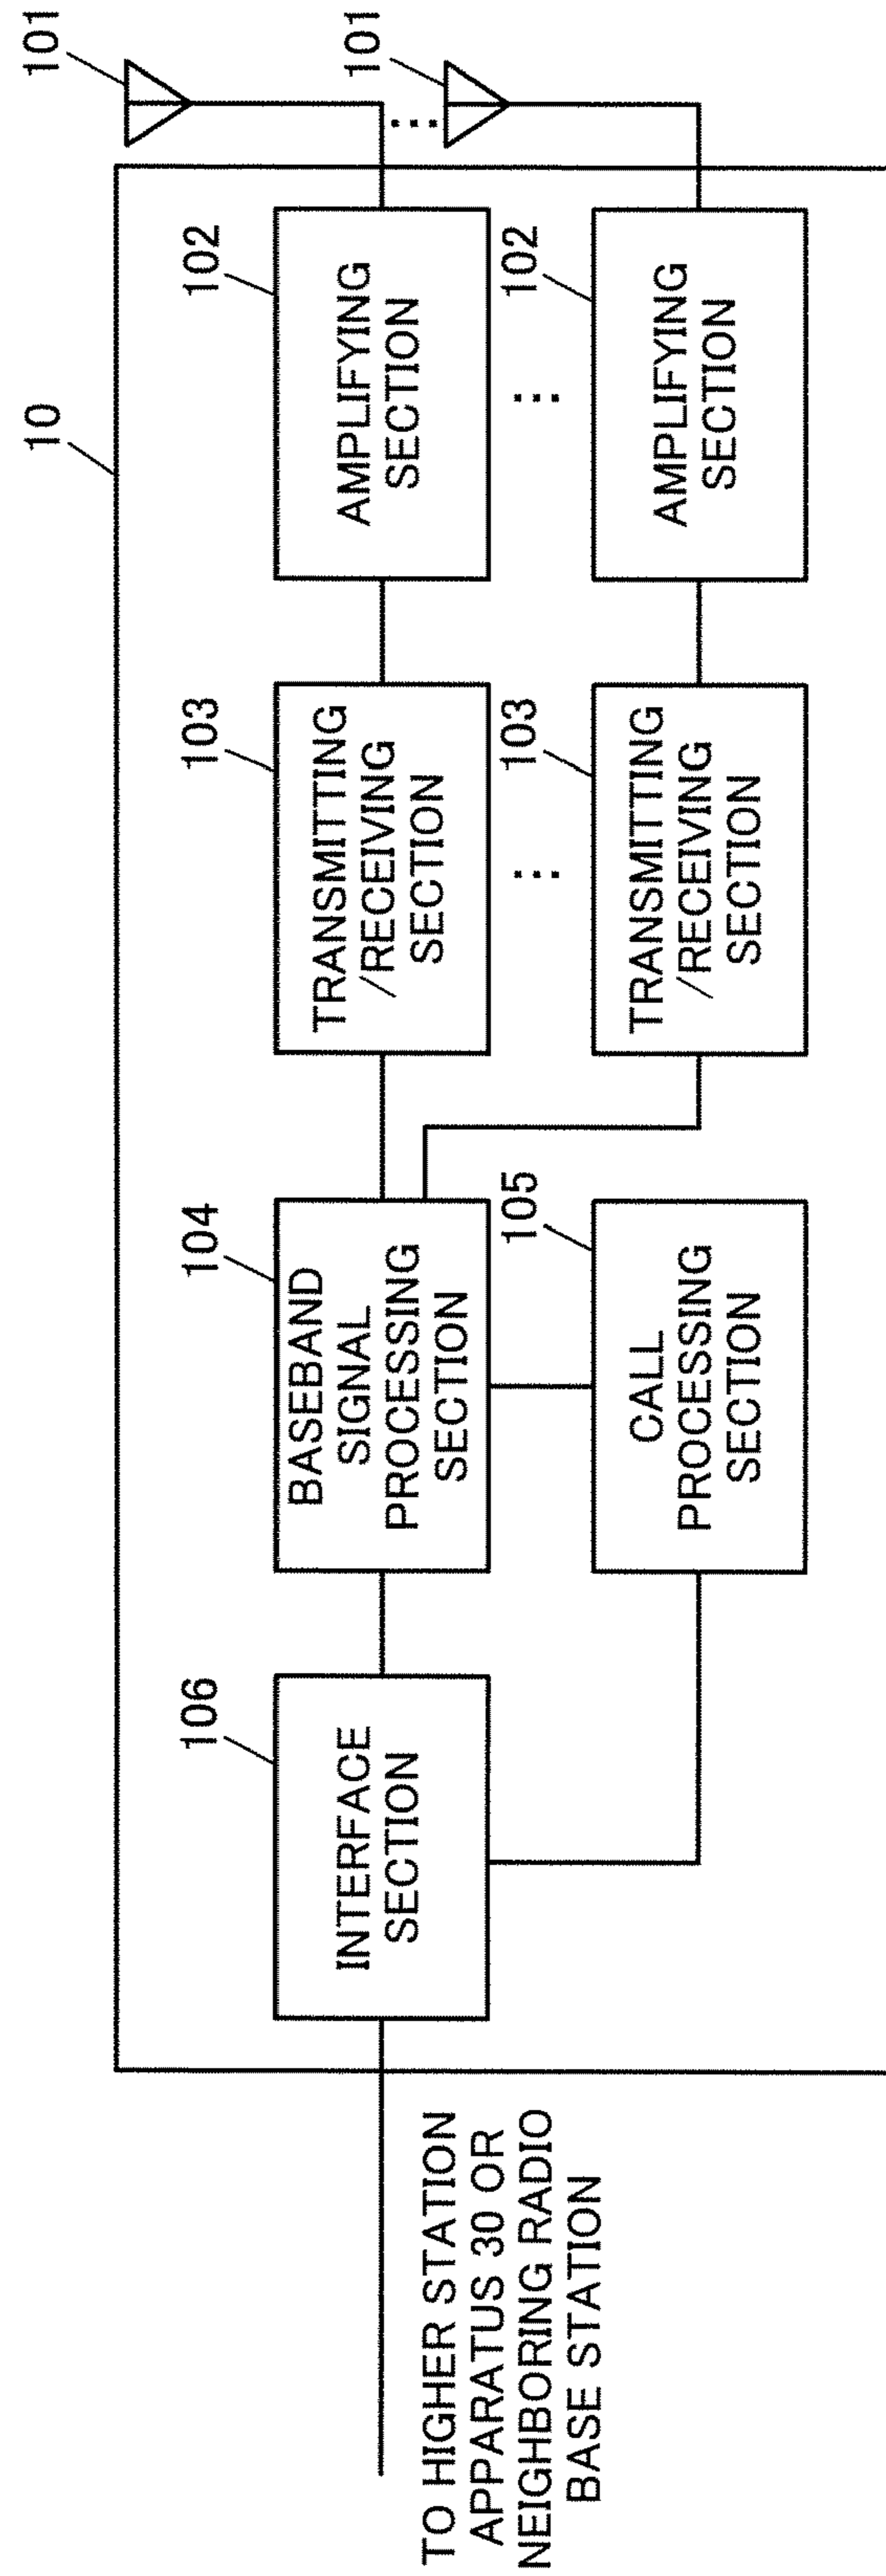 10
101
101
102
AMPLIFYING
SECTION
102
AMPLIFYING
SECTION
103
TRANSMITTING
/RECEIVING
SECTION
103
TRANSMITTING
/RECEIVING
SECTION
104
BASEBAND
SIGNAL
PROCESSING
SECTION
105
CALL
PROCESSING
SECTION
106
INTERFACE
SECTION
TO HIGHER STATION
APPARATUS 30 OR
NEIGHBORING RADIO
BASE STATION